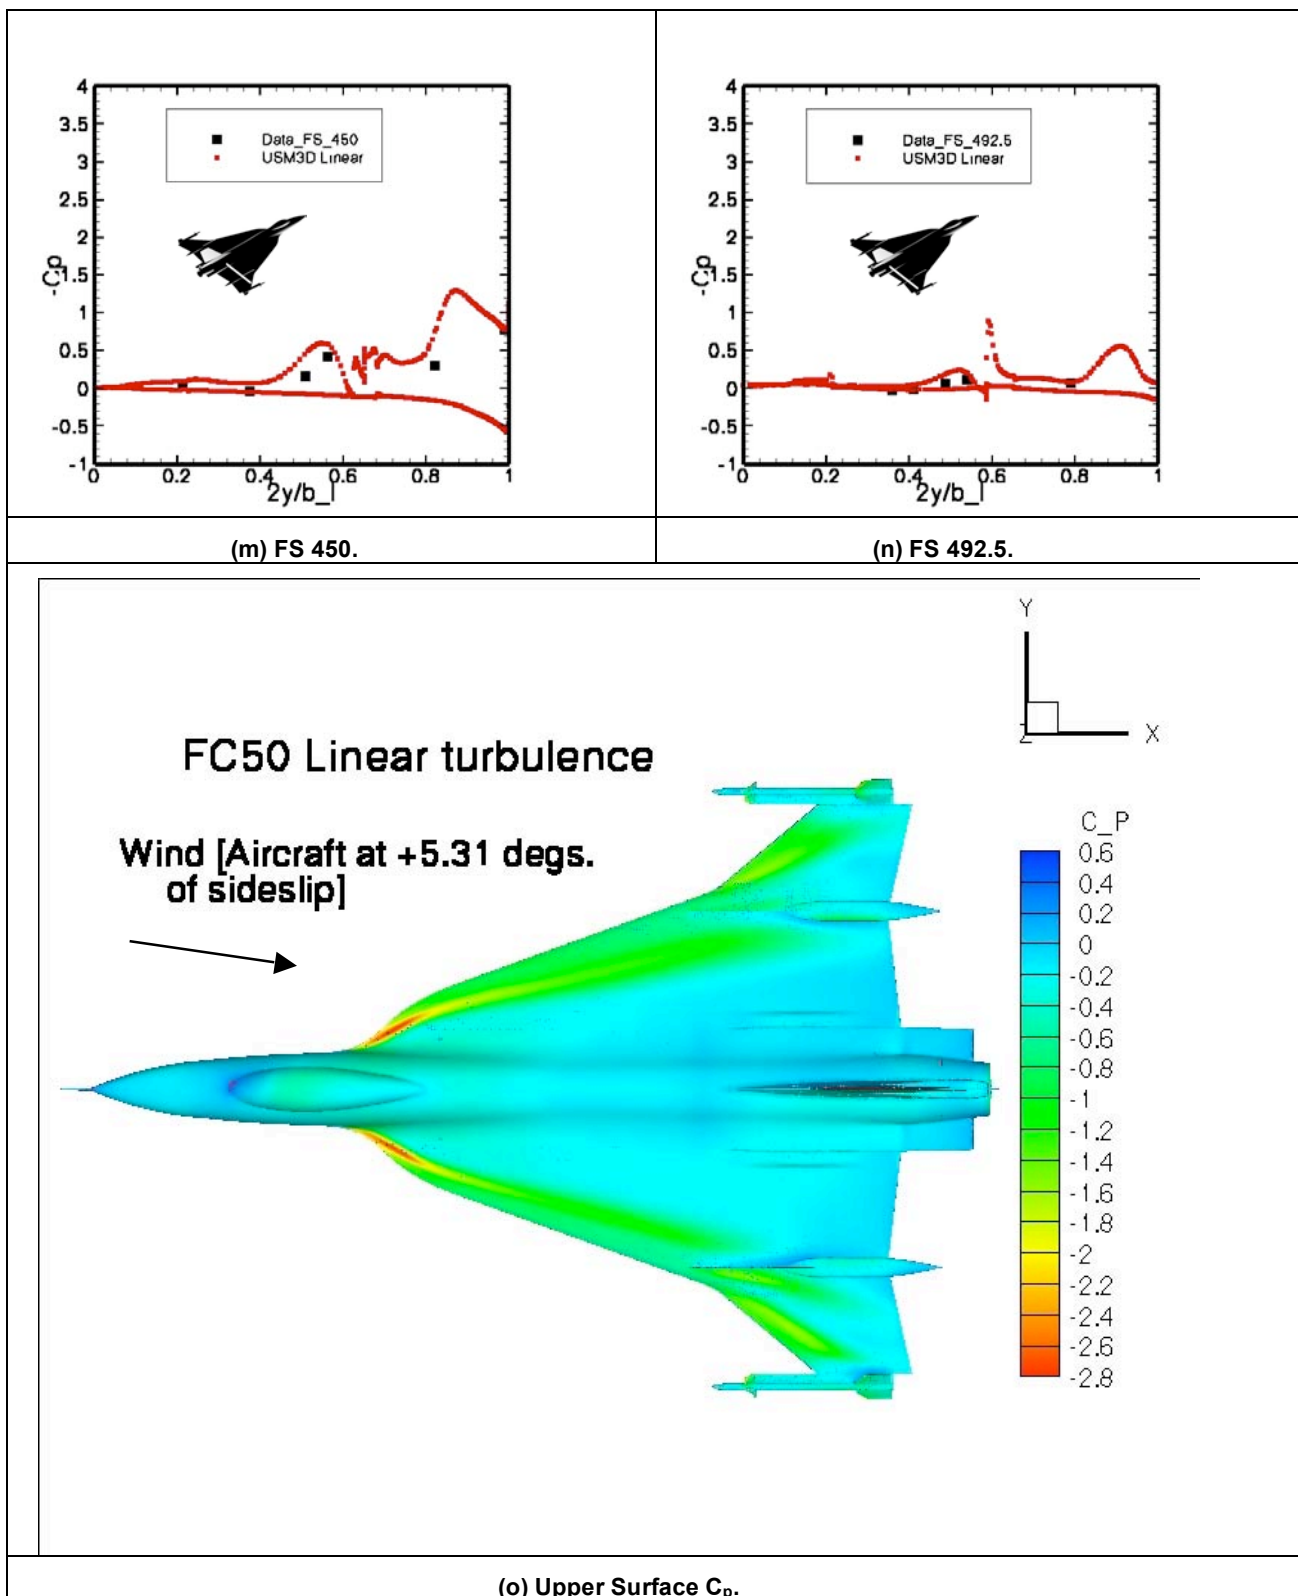 4
3.5
3
2.5
2
1.5
1
0.5
0
-0.5
-1
-Cp
Data_FS_450
USM3D Linear
0 0.2 0.4 0.6 0.8 1
2y/b_l
4
3.5
3
2.5
2
1.5
1
0.5
0
-0.5
-1
-Cp
Data_FS_492.5
USM3D Linear
0 0.2 0.4 0.6 0.8 1
2y/b_l
(m) FS 450.
(n) FS 492.5.
Y
Z X
FC50 Linear turbulence
Wind [Aircraft at +5.31 degs.
of sideslip]
C_P
0.6
0.4
0.2
0
-0.2
-0.4
-0.6
-0.8
-1
-1.2
-1.4
-1.6
-1.8
-2
-2.2
-2.4
-2.6
-2.8
(o) Upper Surface Cp.